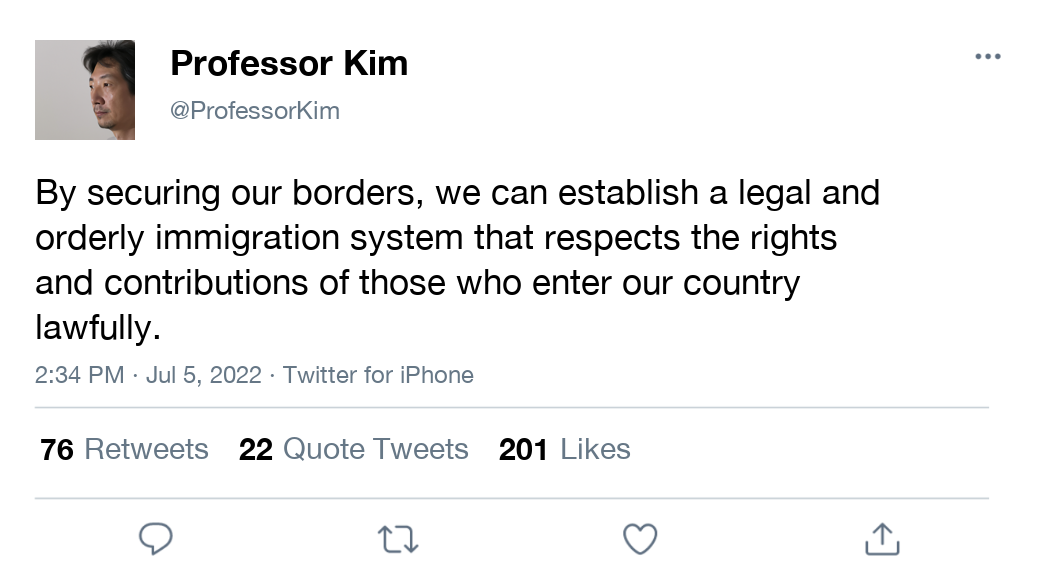 Professor Kim
@ProfessorKim
By securing our borders, we can establish a legal and
orderly immigration system that respects the rights
and contributions of those who enter our country
lawfully.
2:34 PM · Jul 5, 2022 · Twitter for iPhone
76 Retweets 22 Quote Tweets 201 Likes